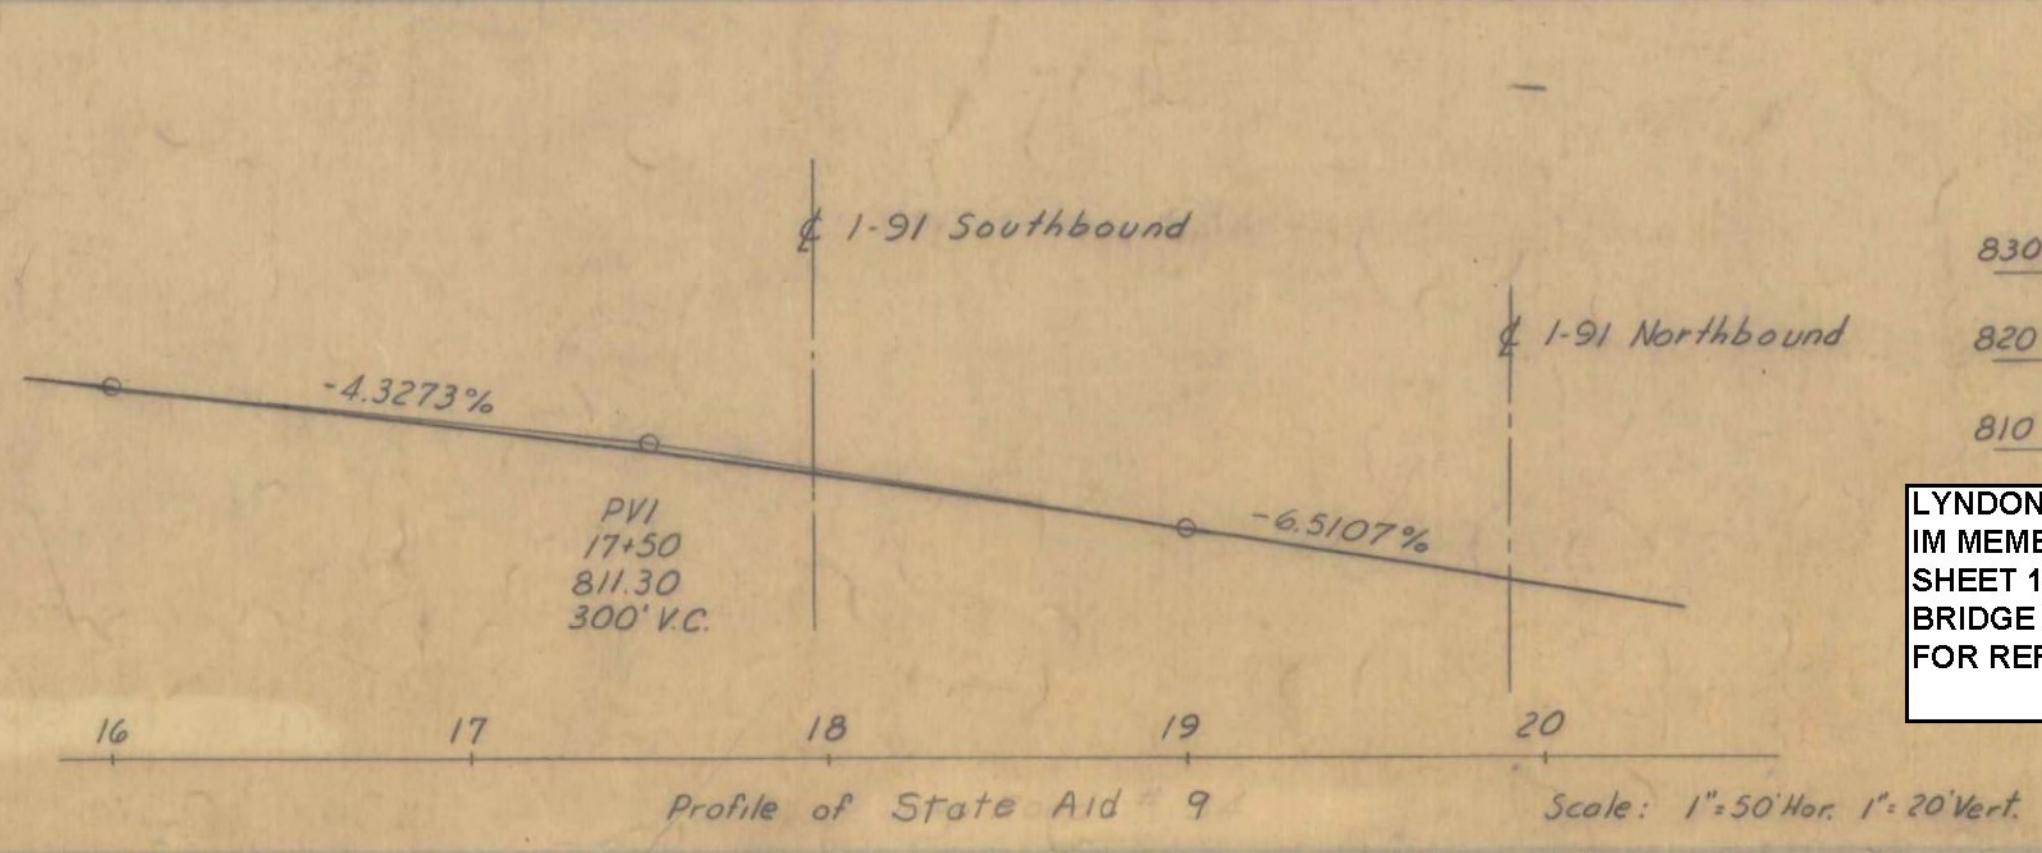 ₵ I-91 Southbound
830
₵ I-91 Northbound
820
-4.3273%
810
PVI
17+50
811.30
300' V.C.
-6.5107%
LYNDON
IM MEME
SHEET 1
BRIDGE
FOR REF
16 17 18 19 20
Profile of State Aid # 9
Scale: 1"=50' Hor. 1"=20' Vert.